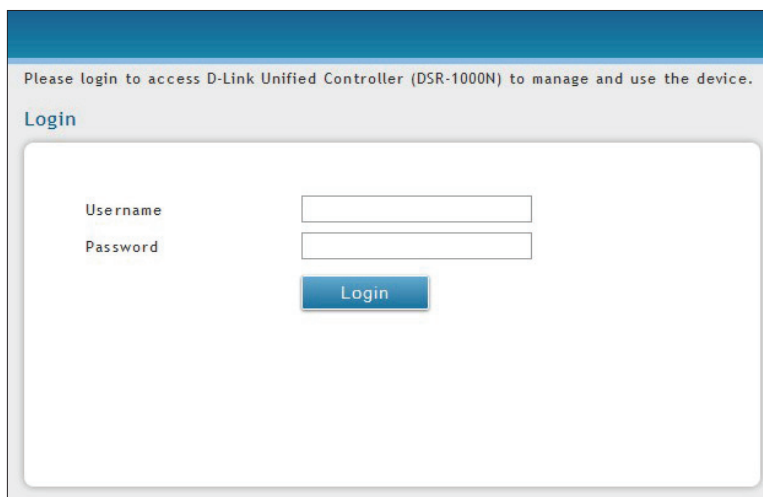 Please login to access D-Link Unified Controller (DSR-1000N) to manage and use the device.
Login
Username
Password
Login